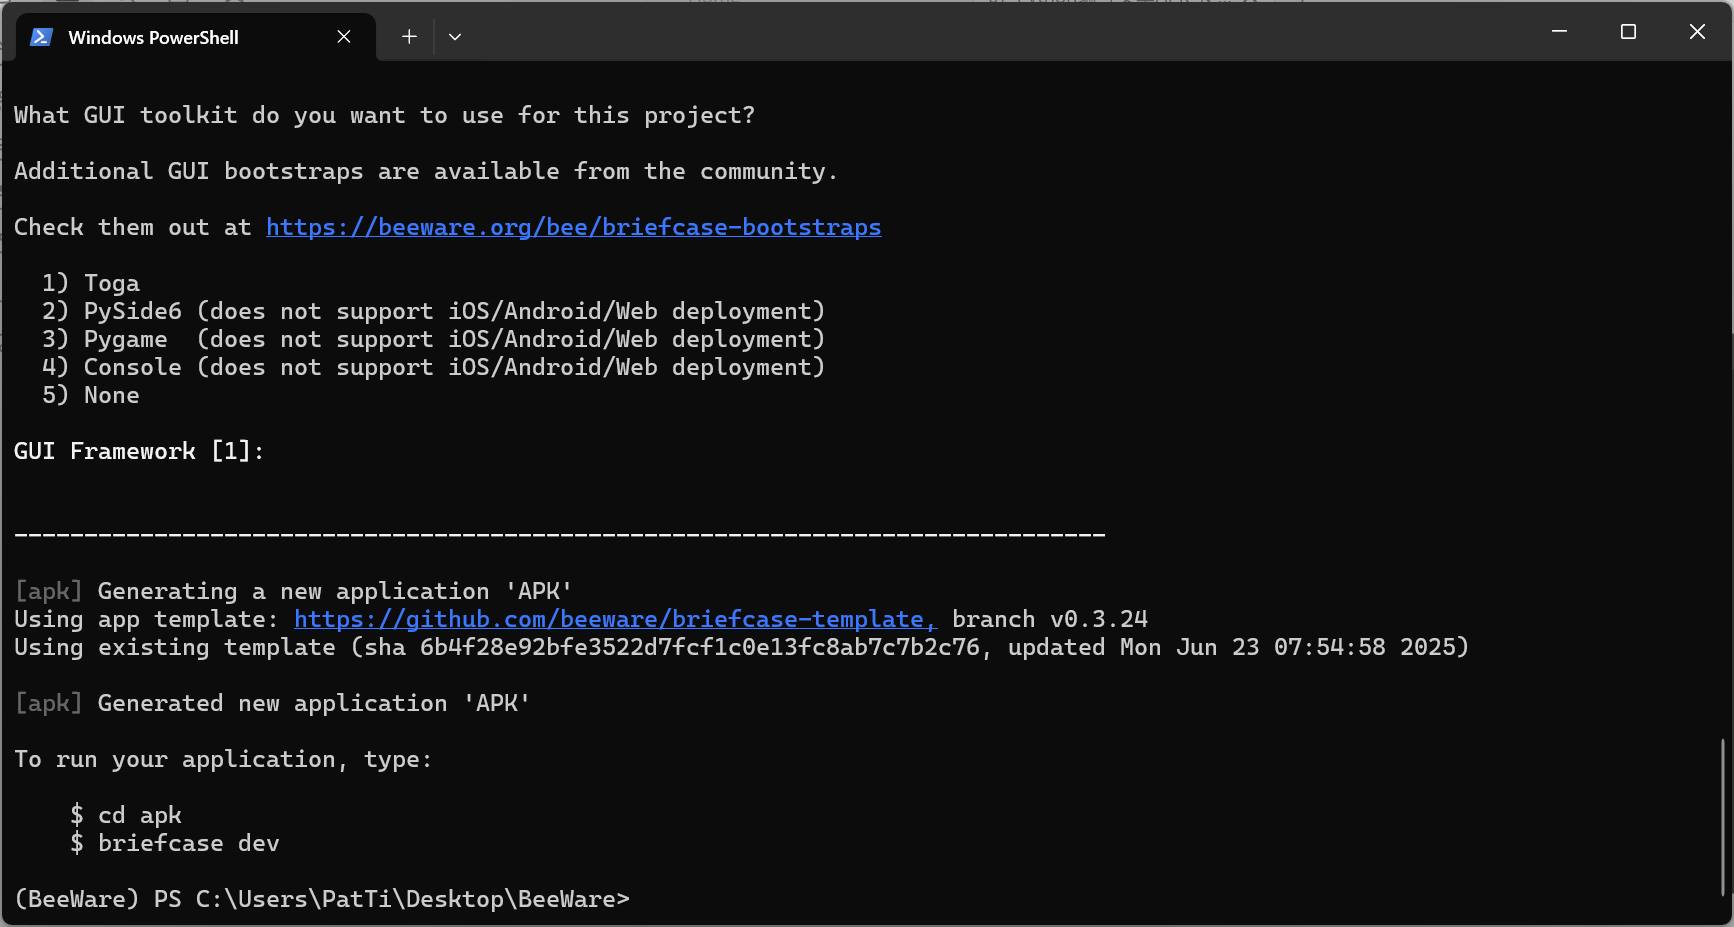 Windows PowerShell
What GUI toolkit do you want to use for this project?
Additional GUI bootstraps are available from the community.
Check them out at https://beeware.org/bee/briefcase-bootstraps
1) Toga
2) PySide6 (does not support iOS/Android/Web deployment)
3) Pygame  (does not support iOS/Android/Web deployment)
4) Console (does not support iOS/Android/Web deployment)
5) None
GUI Framework [1]:
------------------------------------------------------------------------------
[apk] Generating a new application 'APK'
Using app template: https://github.com/beeware/briefcase-template, branch v0.3.24
Using existing template (sha 6b4f28e92bfe3522d7fcf1c0e13fc8ab7c7b2c76, updated Mon Jun 23 07:54:58 2025)
[apk] Generated new application 'APK'
To run your application, type:
$ cd apk
$ briefcase dev
(BeeWare) PS C:\Users\PatTi\Desktop\BeeWare>